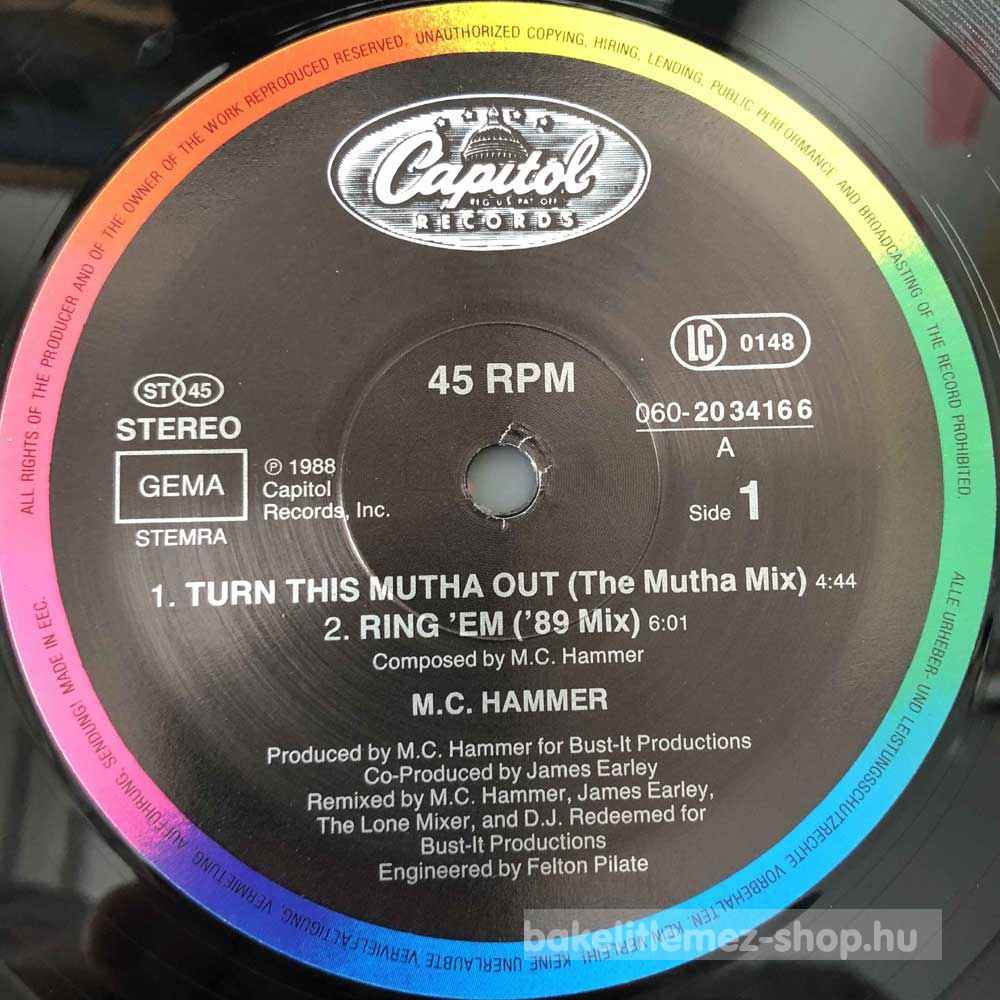 ALL RIGHTS OF THE PRODUCER AND OF THE OWNER OF THE WORK REPRODUCED RESERVED. UNAUTHORIZED COPYING, HIRING, LENDING, PUBLIC PERFORMANCE AND BROADCASTING OF THE RECORD PROHIBITED.
Capitol
REG. U.S. PAT. OFF.
RECORDS
45 RPM
LC 0148
ST 45
STEREO
GEMA
STEMRA
℗ 1988
Capitol
Records, Inc.
060-20 3416 6
A
Side 1
1. TURN THIS MUTHA OUT (The Mutha Mix) 4:44
2. RING 'EM ('89 Mix) 6:01
Composed by M.C. Hammer
M.C. HAMMER
Produced by M.C. Hammer for Bust-It Productions
Co-Produced by James Earley
Remixed by M.C. Hammer, James Earley,
The Lone Mixer, and D.J. Redeemed for
Bust-It Productions
Engineered by Felton Pilate
ALLE URHEBER- UND LEISTUNGSSCHUTZRECHTE VORBEHALTEN. KEIN VERLEIH! KEINE UNERLAUBTE VERVIELFÄLTIGUNG, VERMIETUNG, AUFFÜHRUNG, SENDUNG! MADE IN EEC.
bakelitlemez-shop.hu